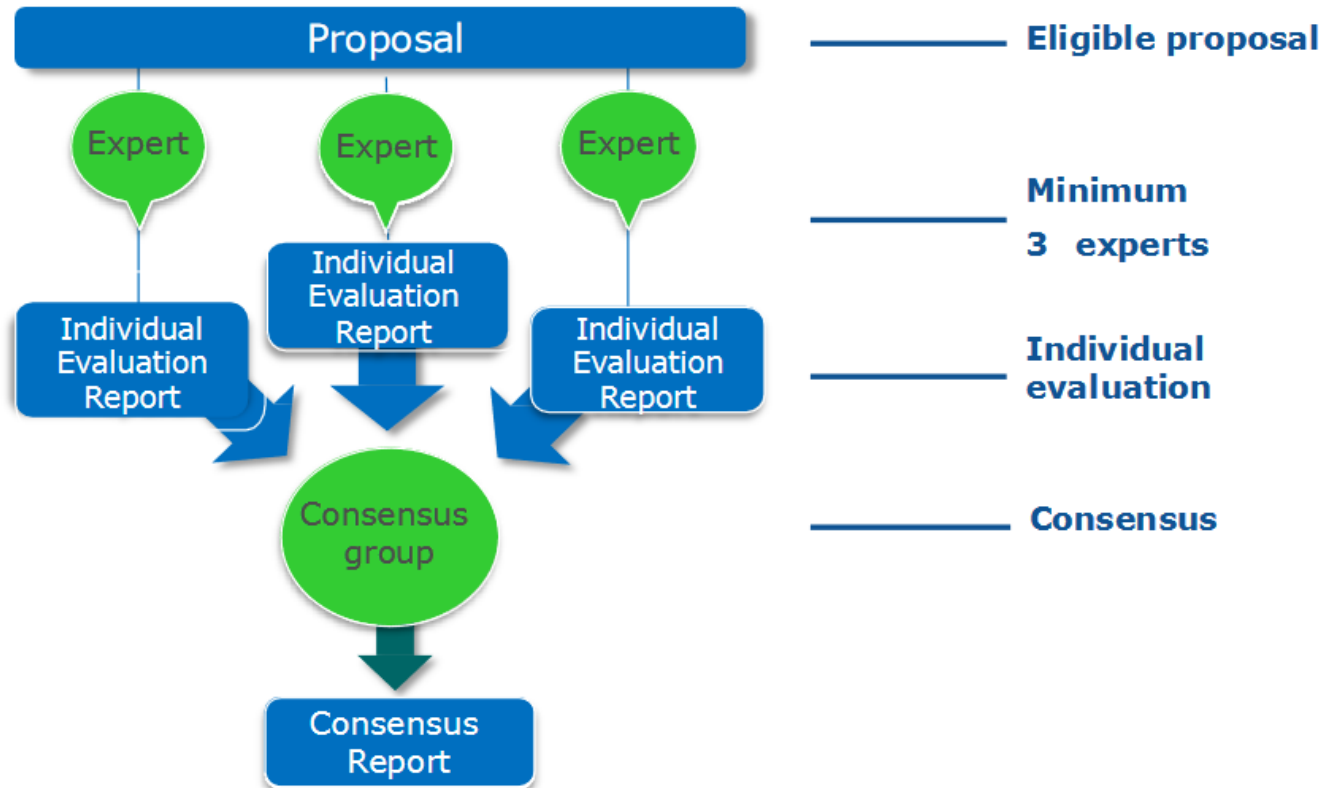 Proposal
Eligible proposal
Expert
Expert
Expert
Minimum
3 experts
Individual
Evaluation
Report
Individual
Evaluation
Report
Individual
Evaluation
Report
Individual
evaluation
Consensus
group
Consensus
Consensus
Report